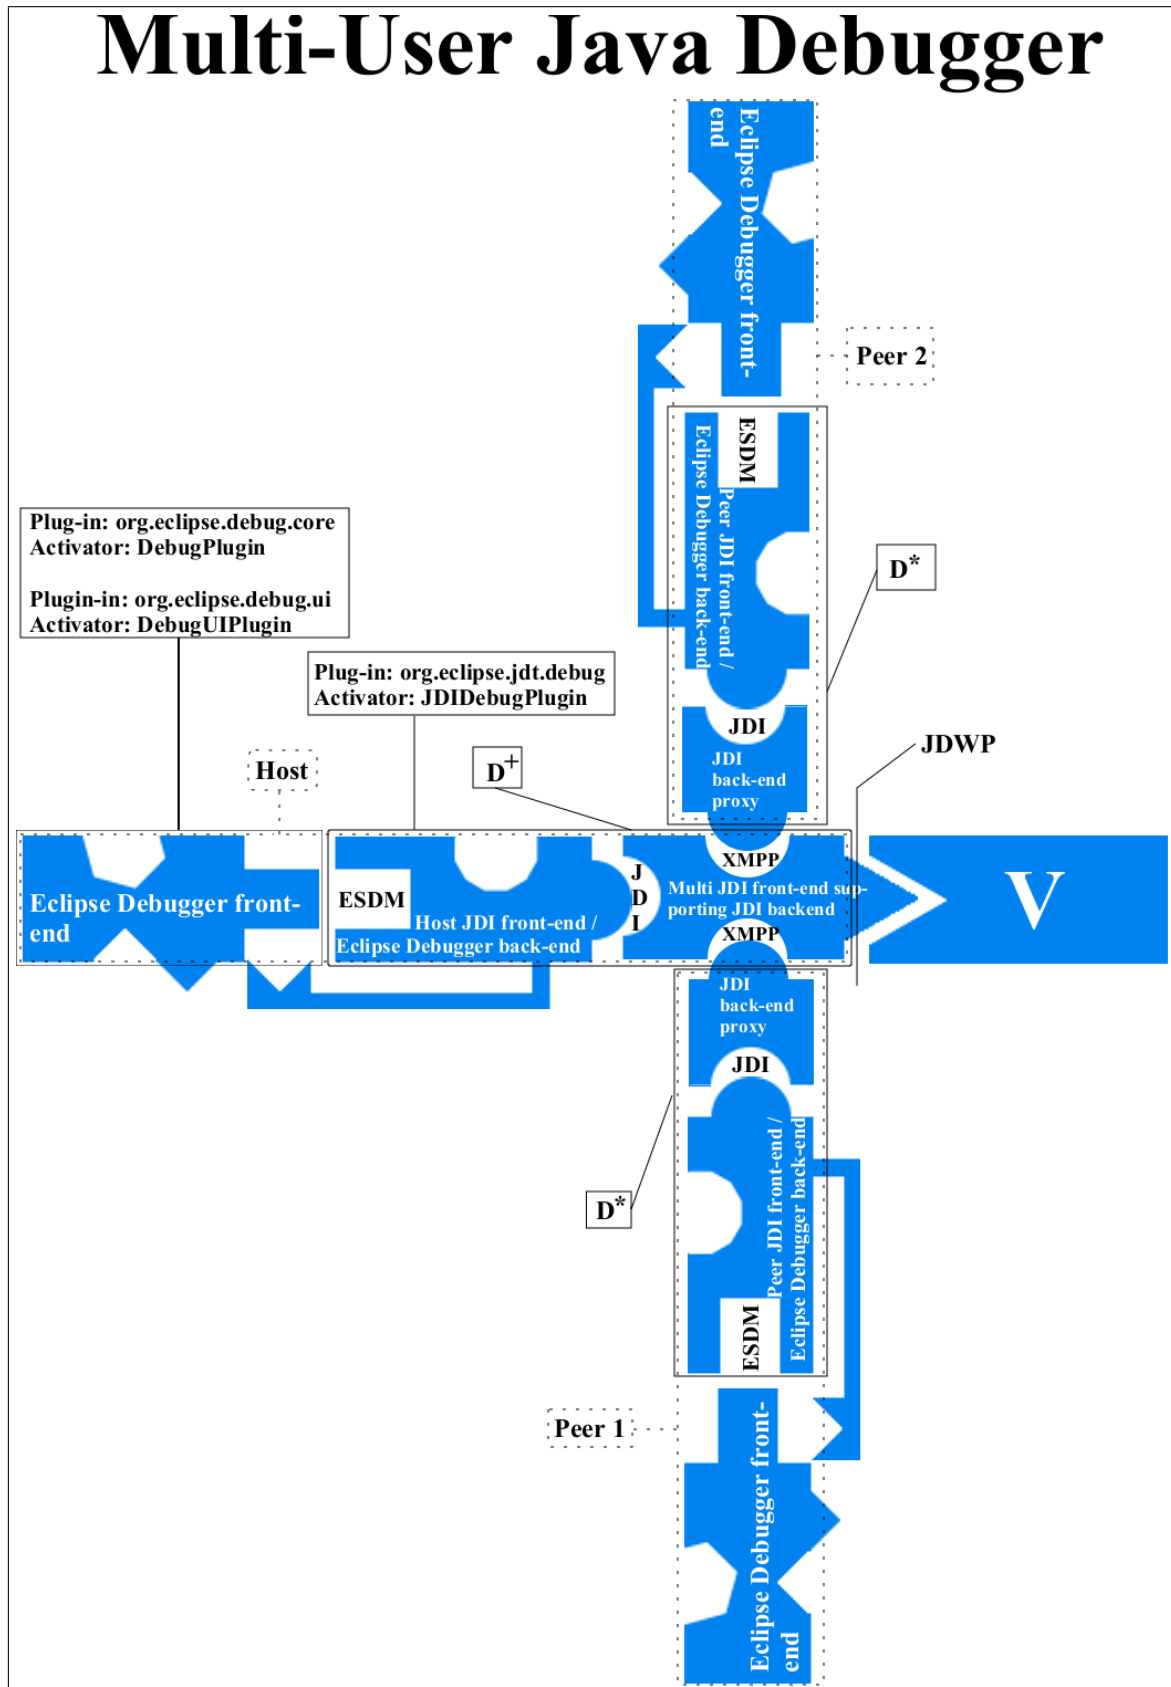 Multi-User Java Debugger
Eclipse Debugger front-
end
Peer 2
ESDM
Peer JDI front-end /
Eclipse Debugger back-end
Plug-in: org.eclipse.debug.core
Activator: DebugPlugin
Plugin-in: org.eclipse.debug.ui
Activator: DebugUIPlugin
D*
Plug-in: org.eclipse.jdt.debug
Activator: JDIDebugPlugin
JDI
JDI
back-end
proxy
JDWP
Host
D+
Eclipse Debugger front-
end
ESDM
Host JDI front-end /
Eclipse Debugger back-end
J
D
I
XMPP
Multi JDI front-end sup-
porting JDI backend
XMPP
V
JDI
back-end
proxy
JDI
D*
Peer JDI front-end /
Eclipse Debugger back-end
ESDM
Peer 1
Eclipse Debugger front-
end